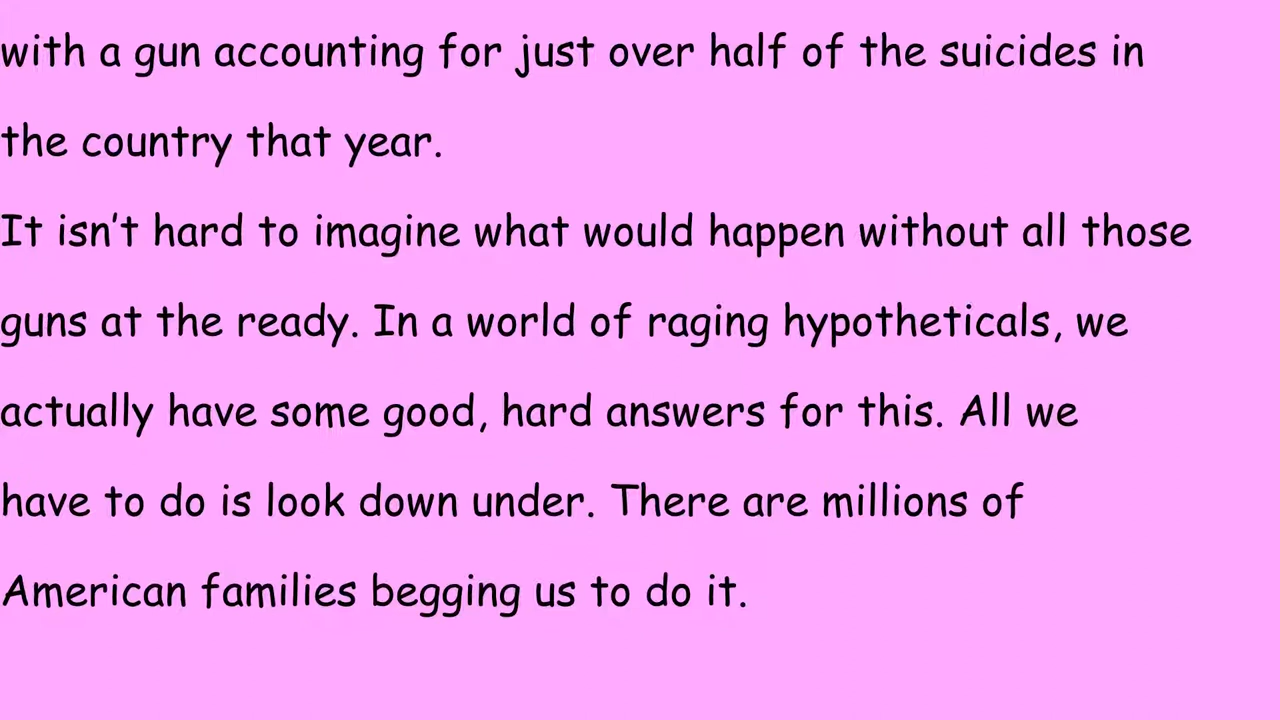 with a gun accounting for just over half of the suicides in
the country that year.
It isn’t hard to imagine what would happen without all those
guns at the ready. In a world of raging hypotheticals, we
actually have some good, hard answers for this. All we
have to do is look down under. There are millions of
American families begging us to do it.